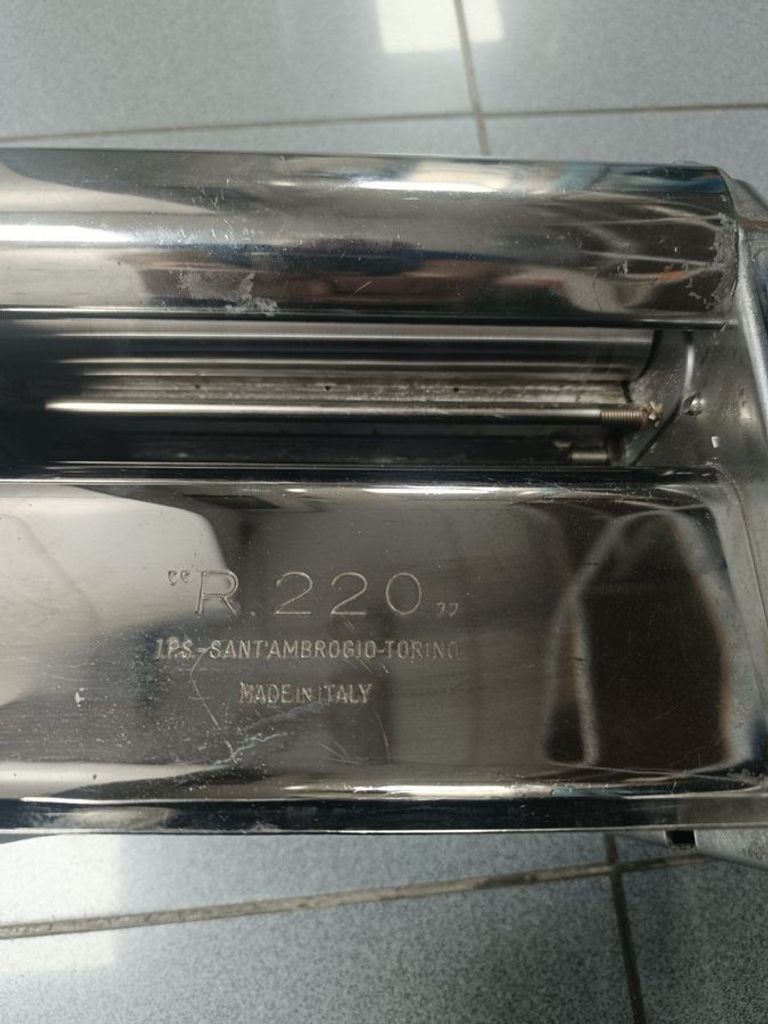 “R.220„
I.P.S.-SANT'AMBROGIO-TORINO
MADE IN ITALY